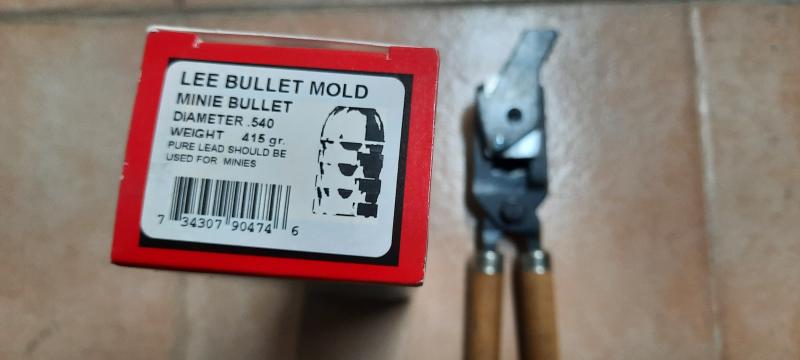 LEE BULLET MOLD
MINIE BULLET
DIAMETER .540
WEIGHT 415 gr.
PURE LEAD SHOULD BE
USED FOR MINIES
7 34307 90474 6